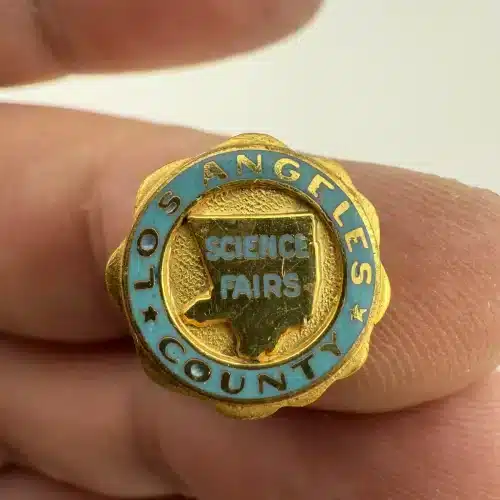 LOS ANGELES
SCIENCE
FAIRS
COUNTY